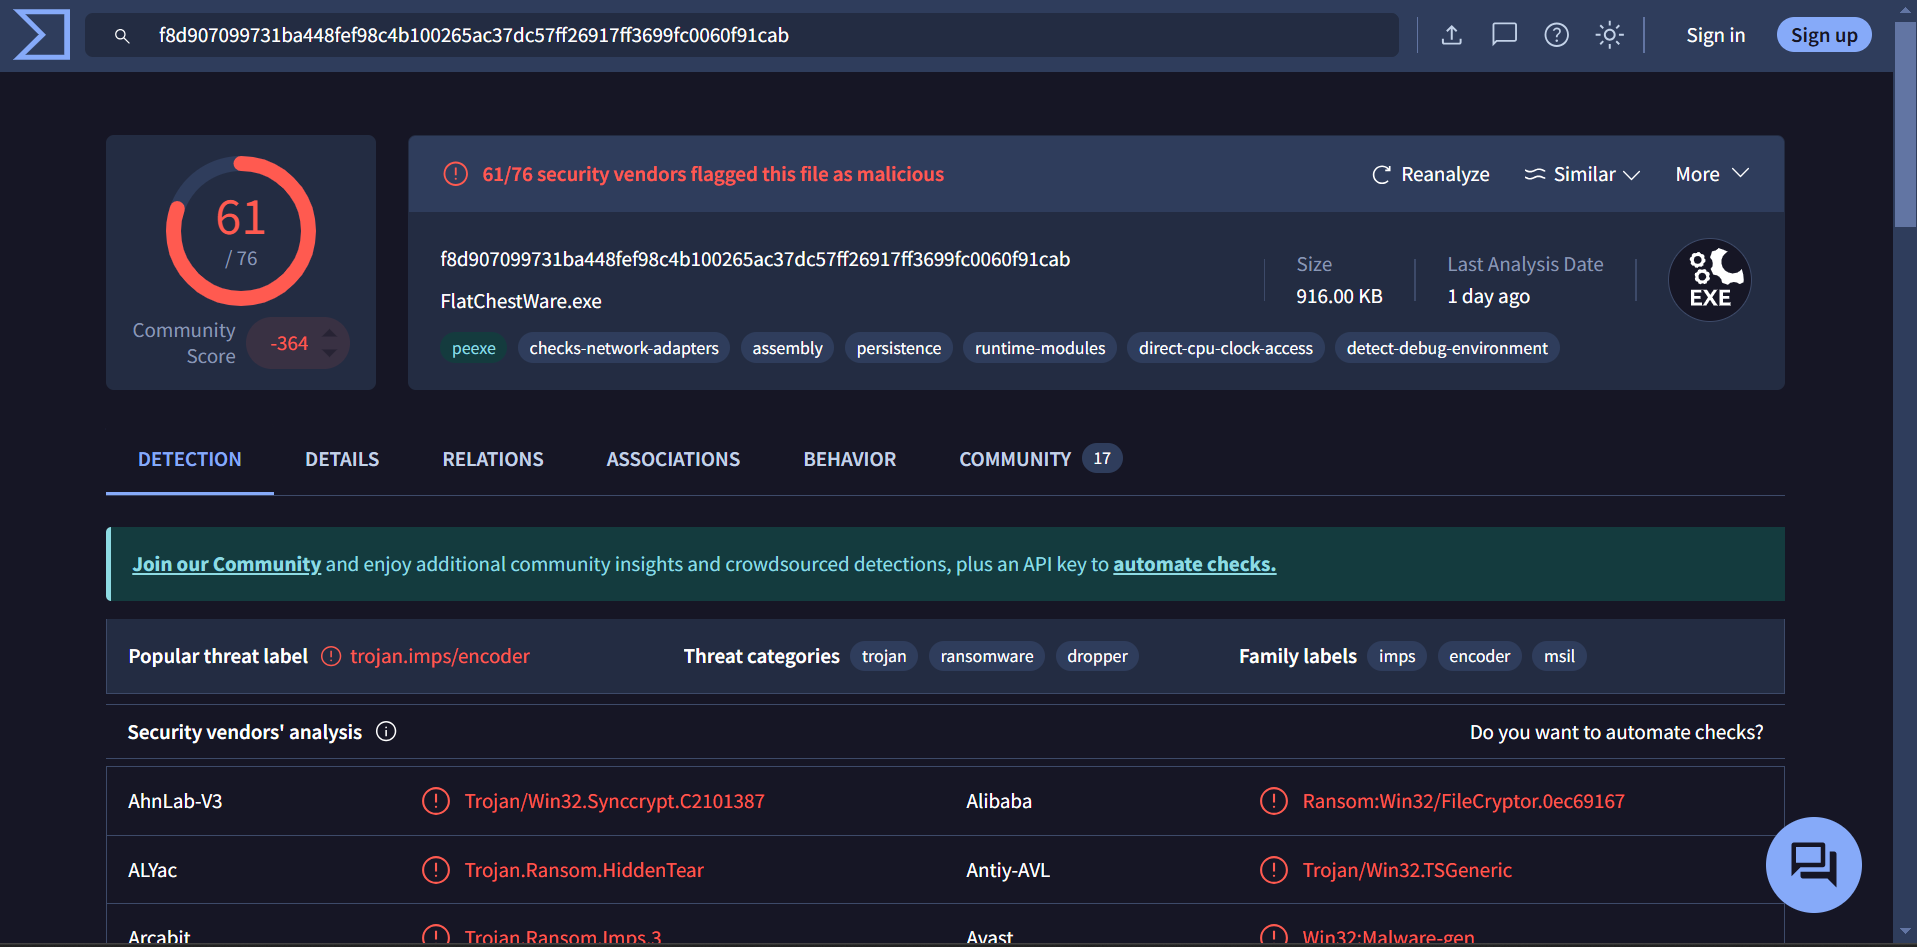 f8d907099731ba448fef98c4b100265ac37dc57ff26917ff3699fc0060f91cab
Sign in
Sign up
61
/ 76
Community Score
-364
61/76 security vendors flagged this file as malicious
Reanalyze
Similar
More
f8d907099731ba448fef98c4b100265ac37dc57ff26917ff3699fc0060f91cab
FlatChestWare.exe
Size
916.00 KB
Last Analysis Date
1 day ago
EXE
peexe
checks-network-adapters
assembly
persistence
runtime-modules
direct-cpu-clock-access
detect-debug-environment
DETECTION
DETAILS
RELATIONS
ASSOCIATIONS
BEHAVIOR
COMMUNITY
17
Join our Community and enjoy additional community insights and crowdsourced detections, plus an API key to automate checks.
Popular threat label
trojan.imps/encoder
Threat categories
trojan
ransomware
dropper
Family labels
imps
encoder
msil
Security vendors' analysis
Do you want to automate checks?
AhnLab-V3
Trojan/Win32.Synccrypt.C2101387
Alibaba
Ransom:Win32/FileCryptor.0ec69167
ALYac
Trojan.Ransom.HiddenTear
Antiy-AVL
Trojan/Win32.TSGeneric
Arcabit
Trojan.Ransom.Imps.3
Avast
Win32:Malware-gen